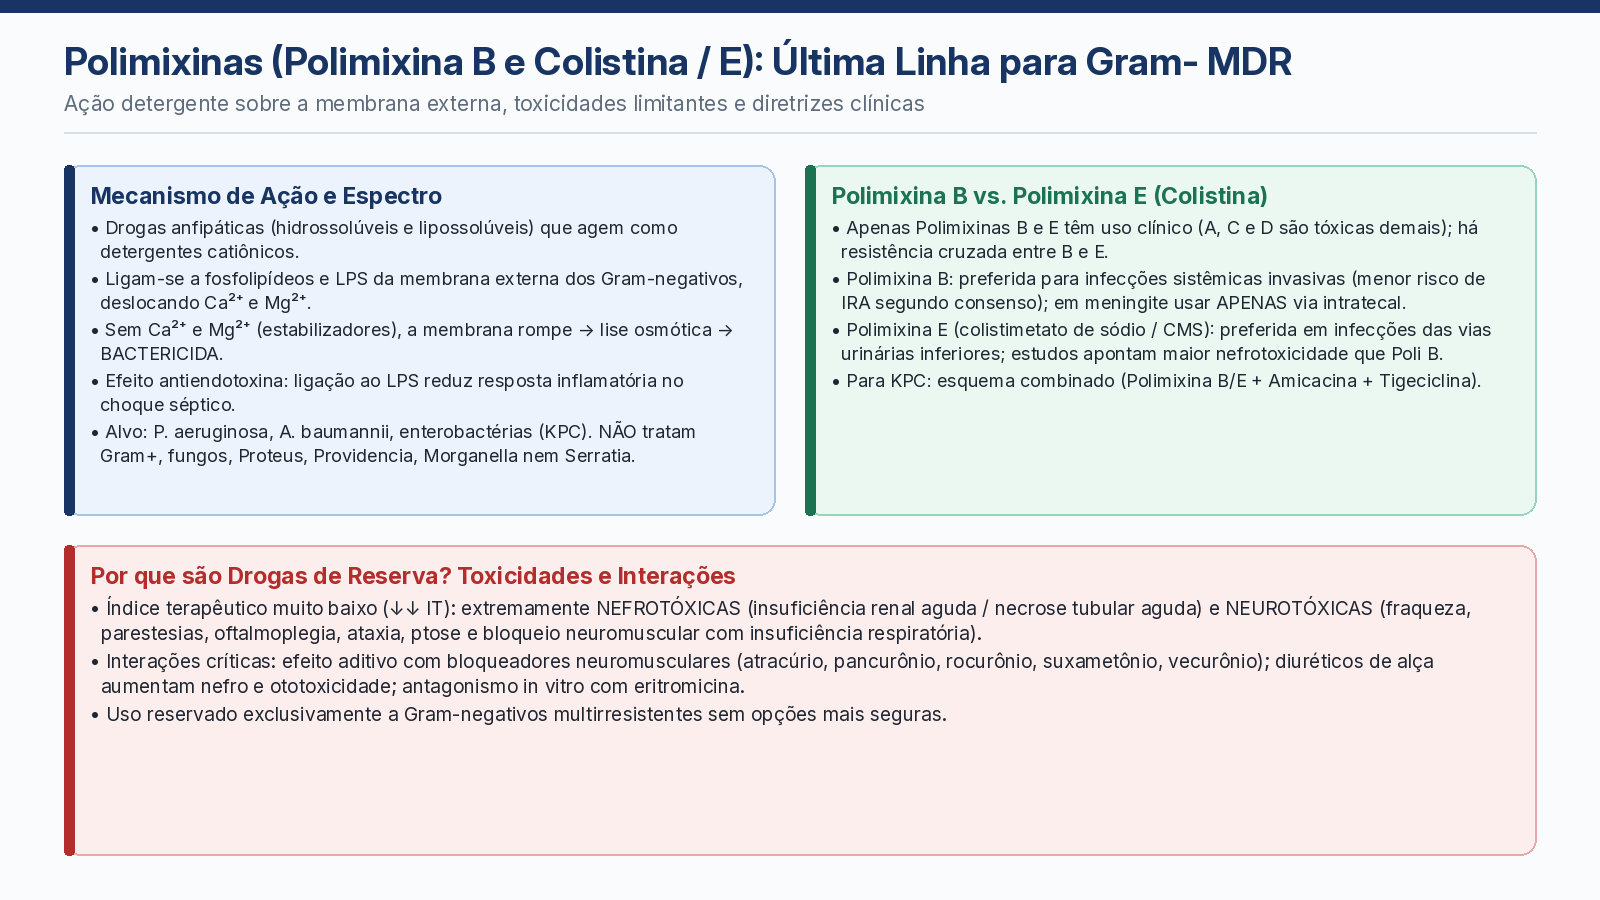 Polimixinas (Polimixina B e Colistina / E): Última Linha para Gram- MDR
Ação detergente sobre a membrana externa, toxicidades limitantes e diretrizes clínicas
Mecanismo de Ação e Espectro
• Drogas anfipáticas (hidrossolúveis e lipossolúveis) que agem como
detergentes catiônicos.
• Ligam-se a fosfolipídeos e LPS da membrana externa dos Gram-negativos,
deslocando Ca²⁺ e Mg²⁺.
• Sem Ca²⁺ e Mg²⁺ (estabilizadores), a membrana rompe → lise osmótica →
BACTERICIDA.
• Efeito antiendotoxina: ligação ao LPS reduz resposta inflamatória no
choque séptico.
• Alvo: P. aeruginosa, A. baumannii, enterobactérias (KPC). NÃO tratam
Gram+, fungos, Proteus, Providencia, Morganella nem Serratia.
Polimixina B vs. Polimixina E (Colistina)
• Apenas Polimixinas B e E têm uso clínico (A, C e D são tóxicas demais); há
resistência cruzada entre B e E.
• Polimixina B: preferida para infecções sistêmicas invasivas (menor risco de
IRA segundo consenso); em meningite usar APENAS via intratecal.
• Polimixina E (colistimetato de sódio / CMS): preferida em infecções das vias
urinárias inferiores; estudos apontam maior nefrotoxicidade que Poli B.
• Para KPC: esquema combinado (Polimixina B/E + Amicacina + Tigeciclina).
Por que são Drogas de Reserva? Toxicidades e Interações
• Índice terapêutico muito baixo (↓↓ IT): extremamente NEFROTÓXICAS (insuficiência renal aguda / necrose tubular aguda) e NEUROTÓXICAS (fraqueza,
parestesias, oftalmoplegia, ataxia, ptose e bloqueio neuromuscular com insuficiência respiratória).
• Interações críticas: efeito aditivo com bloqueadores neuromusculares (atracúrio, pancurônio, rocurônio, suxametônio, vecurônio); diuréticos de alça
aumentam nefro e ototoxicidade; antagonismo in vitro com eritromicina.
• Uso reservado exclusivamente a Gram-negativos multirresistentes sem opções mais seguras.